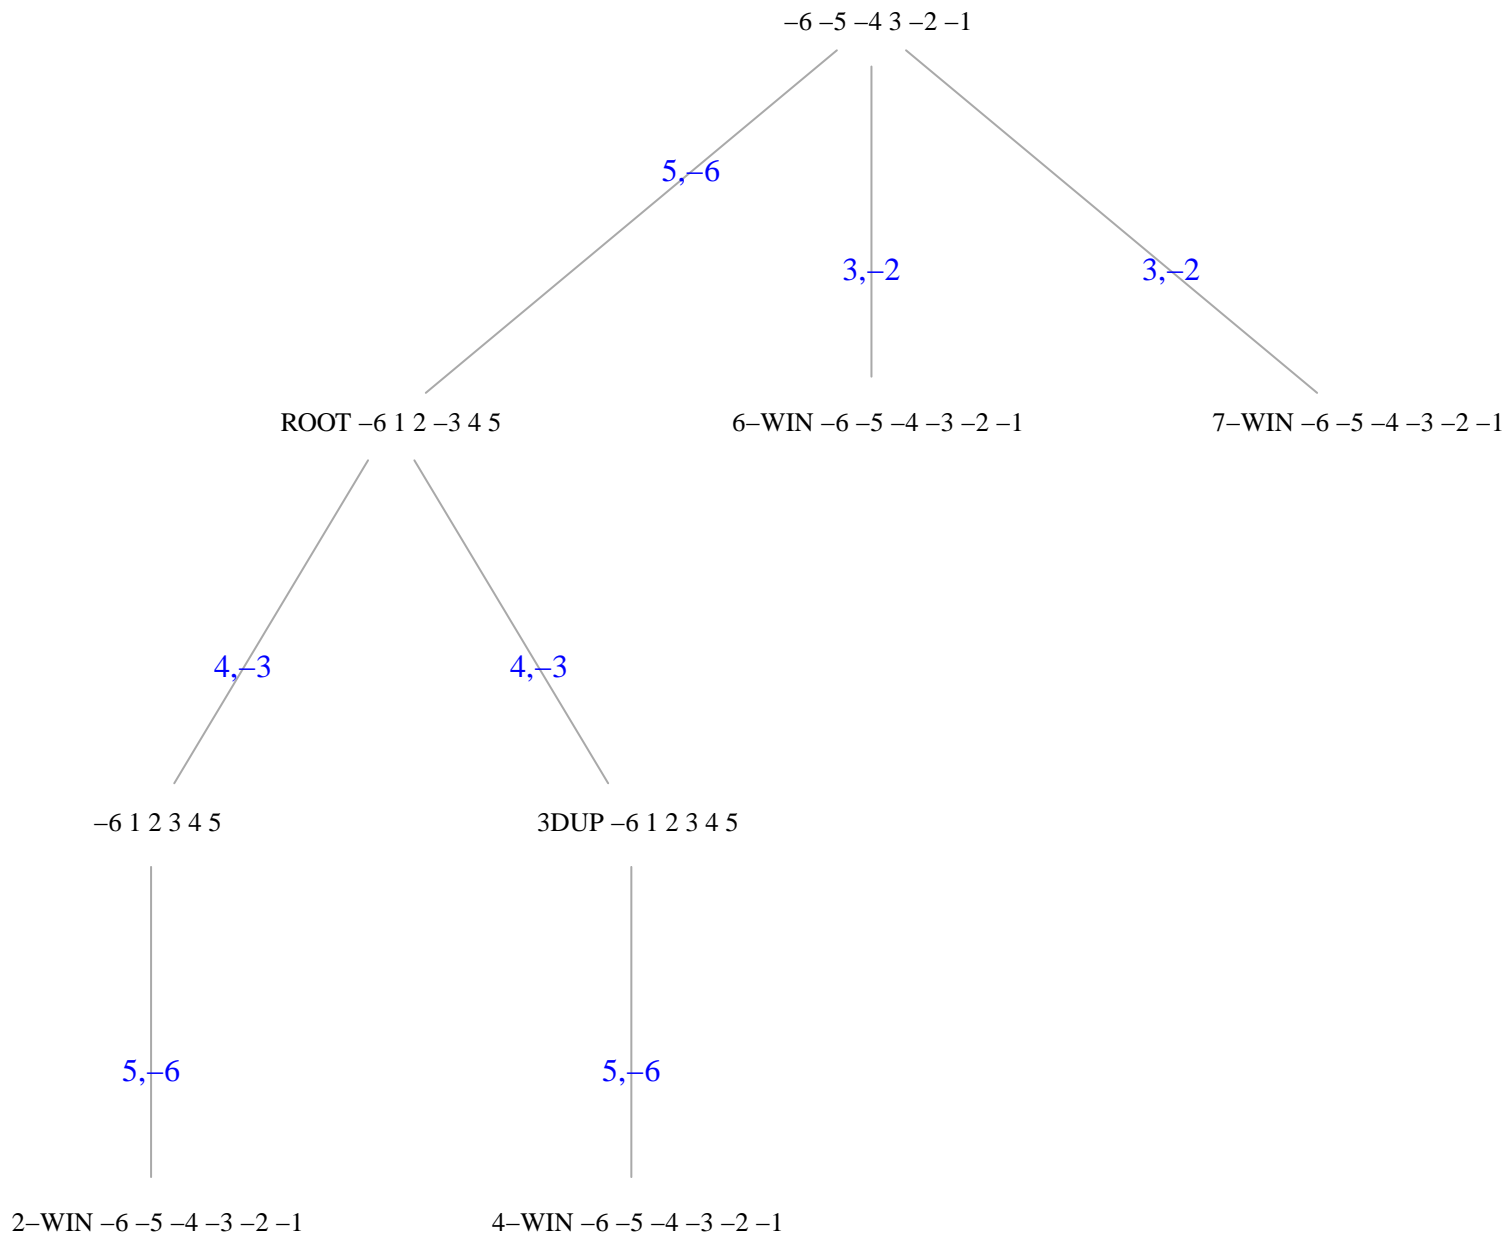 –6 –5 –4 3 –2 –1
5,–6
3,–2
3,–2
ROOT –6 1 2 –3 4 5
6–WIN –6 –5 –4 –3 –2 –1
7–WIN –6 –5 –4 –3 –2 –1
4,–3
4,–3
–6 1 2 3 4 5
3DUP –6 1 2 3 4 5
5,–6
5,–6
2–WIN –6 –5 –4 –3 –2 –1
4–WIN –6 –5 –4 –3 –2 –1